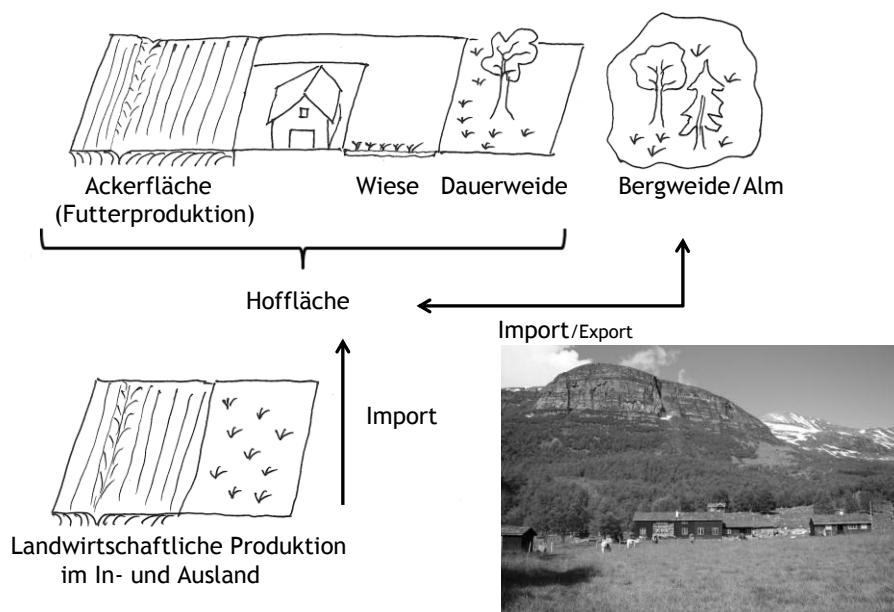 Ackerfläche
(Futterproduktion)
Wiese
Dauerweide
Bergweide/Alm
Hoffläche
Import/Export
Import
Landwirtschaftliche Produktion
im In- und Ausland